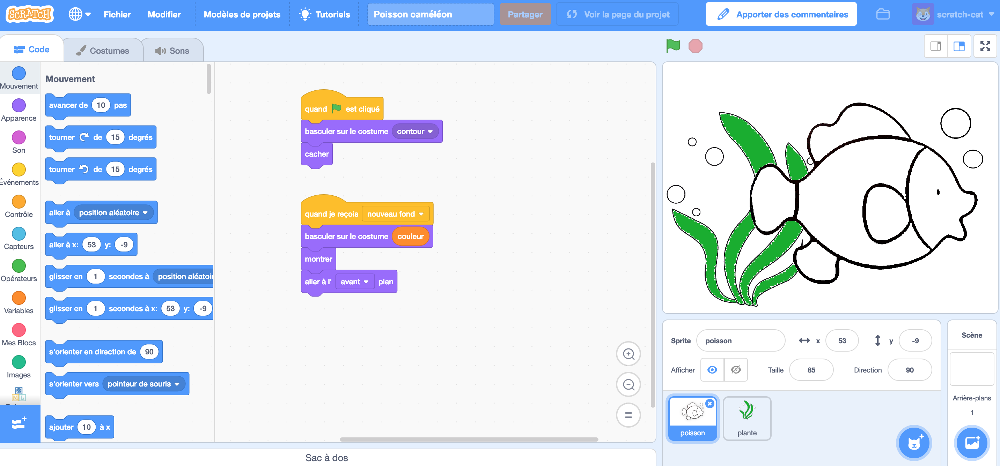 SCRATCH Fichier Modifier Modèles de projets Tutoriels Poisson caméléon Partager Voir la page du projet Apporter des commentaires scratch-cat
Code Costumes Sons
Mouvement
Apparence
Son
Événements
Contrôle
Capteurs
Opérateurs
Variables
Mes Blocs
Images
M L
Mouvement
avancer de 10 pas
tourner de 15 degrés
tourner de 15 degrés
aller à position aléatoire
aller à x: 53 y: -9
glisser en 1 secondes à position aléatoir
glisser en 1 secondes à x: 53 y: -9
s'orienter en direction de 90
s'orienter vers pointeur de souris
ajouter 10 à x
quand est cliqué
basculer sur le costume contour
cacher
quand je reçois nouveau fond
basculer sur le costume couleur
montrer
aller à l' avant plan
Sac à dos
Sprite poisson x 53 y -9
Afficher Taille 85 Direction 90
poisson plante
Scène
Arrière-plans
1